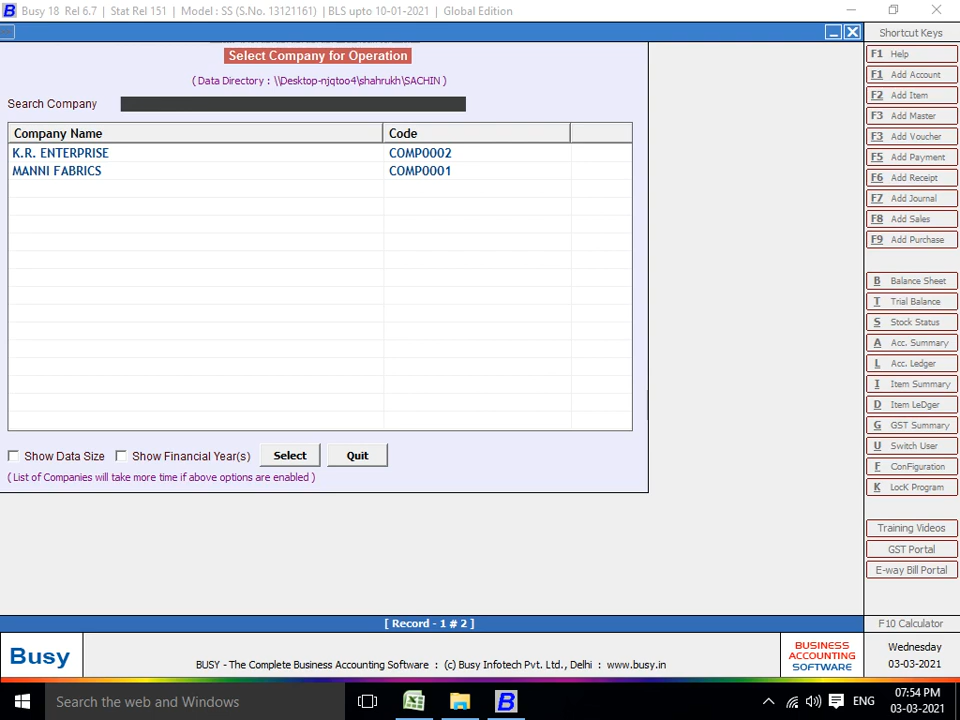 Busy 18 Rel 6.7 | Stat Rel 151 | Model : SS (S.No. 13121161) | BLS upto 10-01-2021 | Global Edition
Shortcut Keys
Select Company for Operation
( Data Directory : \\Desktop-njqtoo4\shahrukh\SACHIN )
Search Company
Company Name Code
K.R. ENTERPRISE COMP0002
MANNI FABRICS COMP0001
Show Data Size Show Financial Year(s) Select Quit
( List of Companies will take more time if above options are enabled )
F1 Help
F1 Add Account
F2 Add Item
F3 Add Master
F3 Add Voucher
F5 Add Payment
F6 Add Receipt
F7 Add Journal
F8 Add Sales
F9 Add Purchase
B Balance Sheet
T Trial Balance
S Stock Status
A Acc. Summary
L Acc. Ledger
I Item Summary
D Item LeDger
G GST Summary
U Switch User
F ConFiguration
K LocK Program
Training Videos
GST Portal
E-way Bill Portal
[ Record - 1 # 2 ]
F10 Calculator
Busy
BUSY - The Complete Business Accounting Software : (c) Busy Infotech Pvt. Ltd., Delhi : www.busy.in
BUSINESS
ACCOUNTING
SOFTWARE
Wednesday
03-03-2021
Search the web and Windows
ENG
07:54 PM
03-03-2021